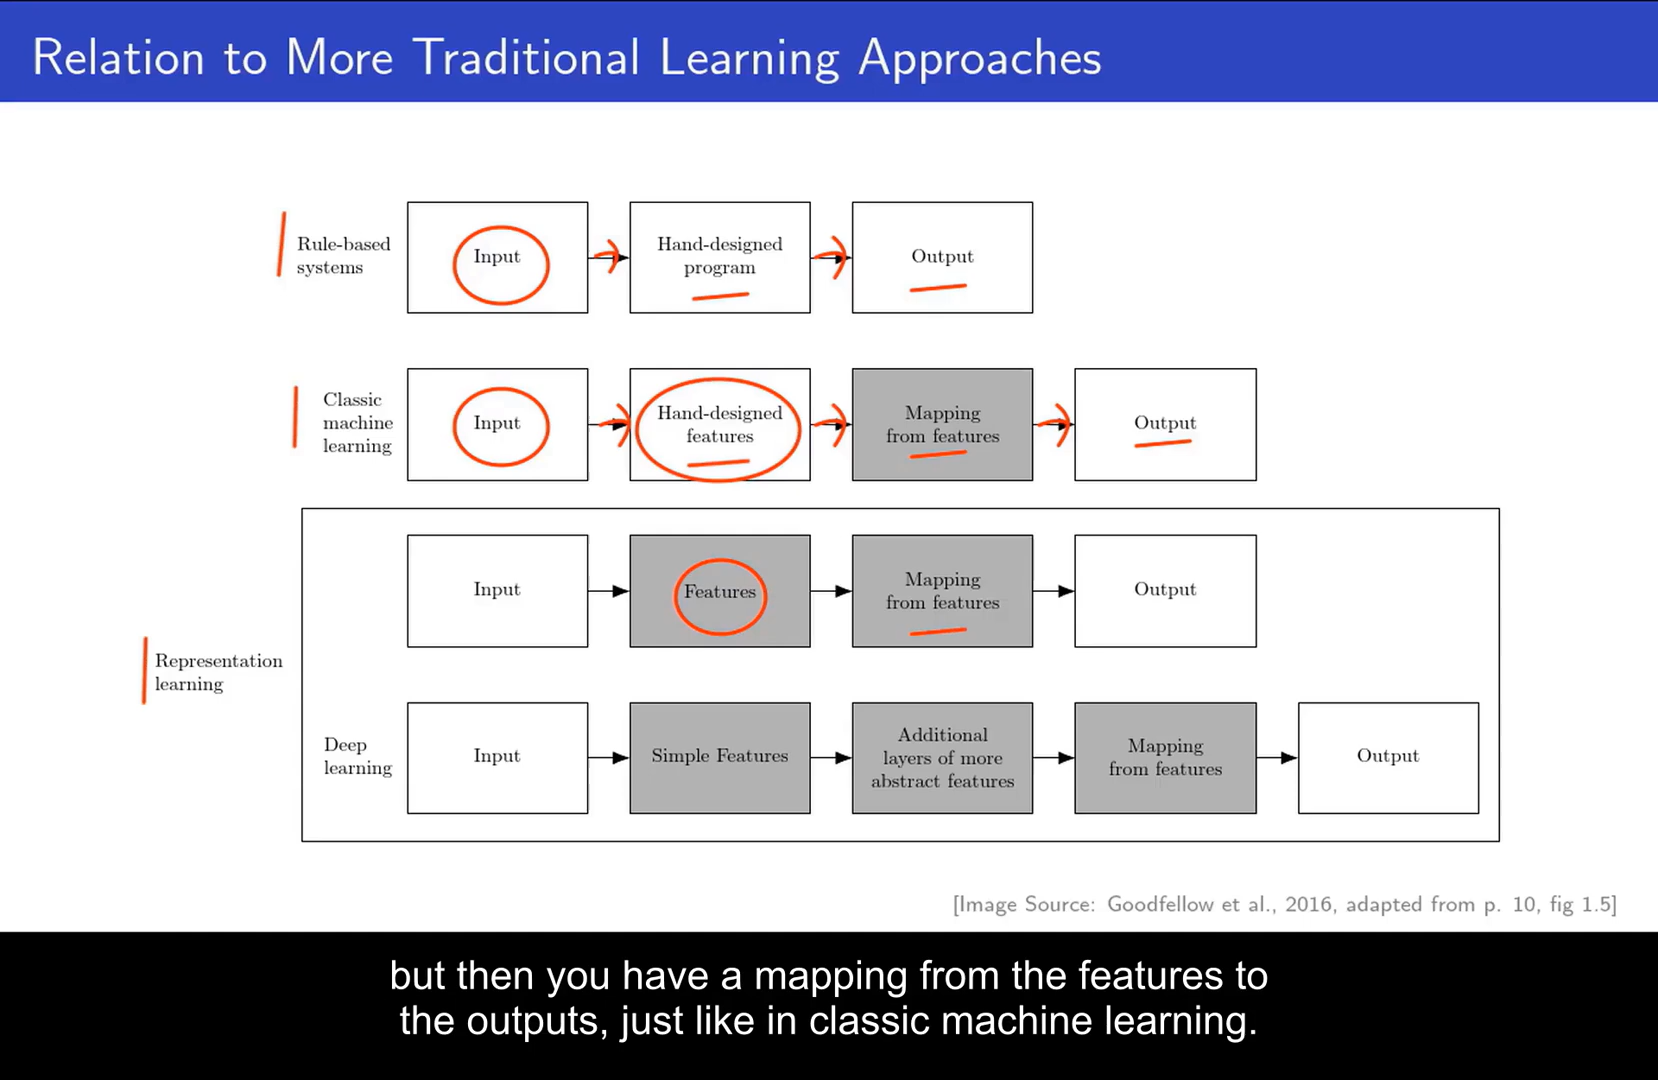 Relation to More Traditional Learning Approaches
Rule-based
systems
Input
Hand-designed
program
Output
Classic
machine
learning
Input
Hand-designed
features
Mapping
from features
Output
Representation
learning
Input
Features
Mapping
from features
Output
Deep
learning
Input
Simple Features
Additional
layers of more
abstract features
Mapping
from features
Output
[Image Source: Goodfellow et al., 2016, adapted from p. 10, fig 1.5]
but then you have a mapping from the features to
the outputs, just like in classic machine learning.